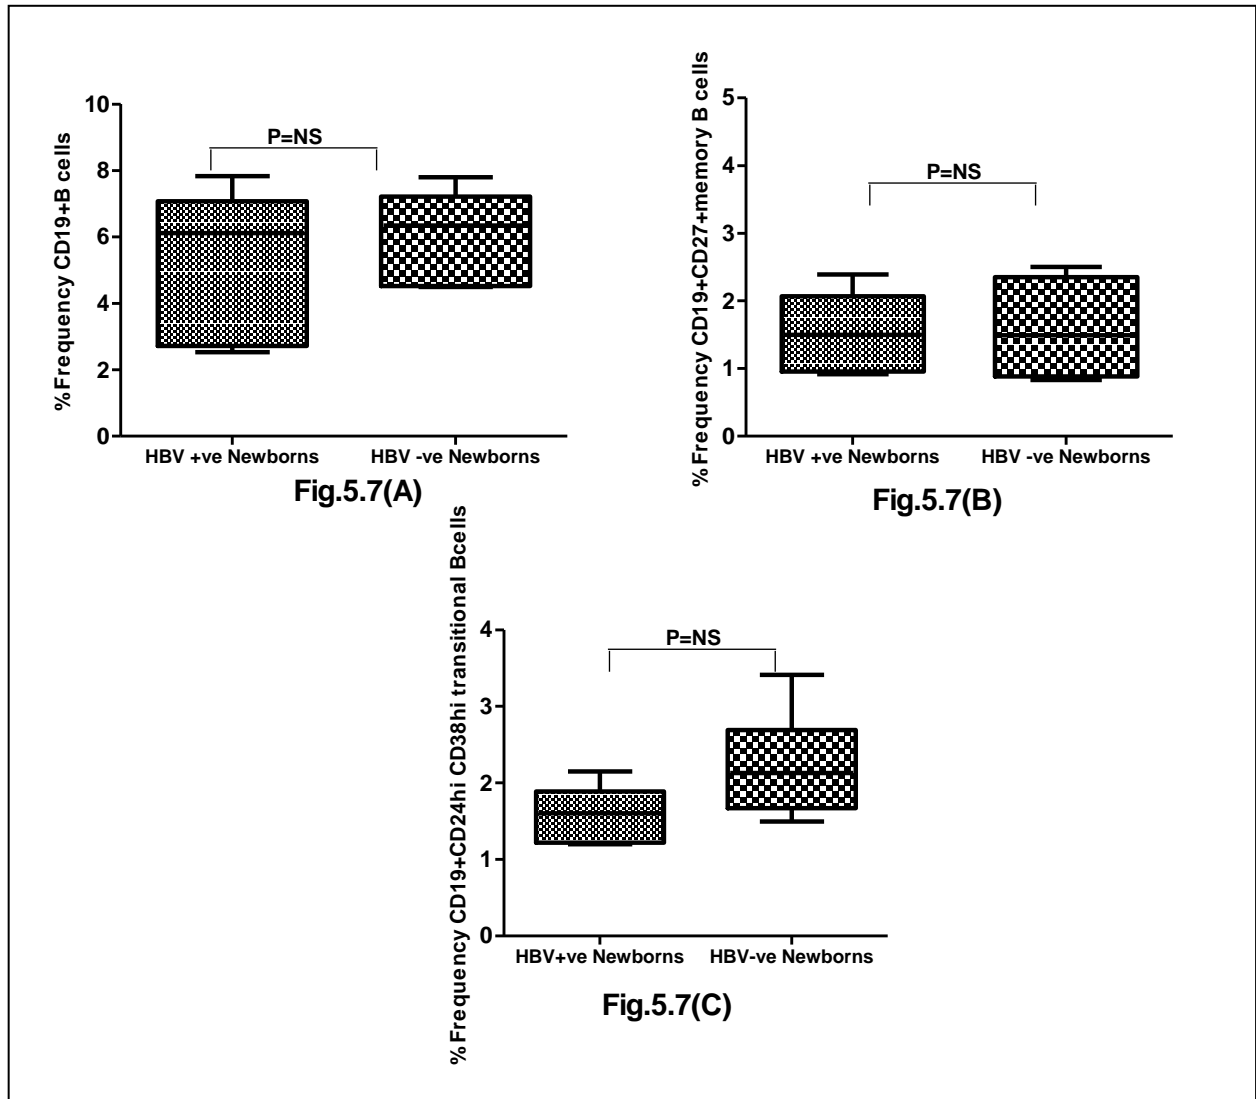 %Frequency CD19+B cells
10
8
6
4
2
0
P=NS
HBV +ve Newborns
HBV -ve Newborns
Fig.5.7(A)
%Frequency CD19+CD27+memory B cells
5
4
3
2
1
0
P=NS
HBV +ve Newborns
HBV -ve Newborns
Fig.5.7(B)
%Frequency CD19+CD24hi CD38hi transitional Bcells
4
3
2
1
0
P=NS
HBV+ve Newborns
HBV-ve Newborns
Fig.5.7(C)